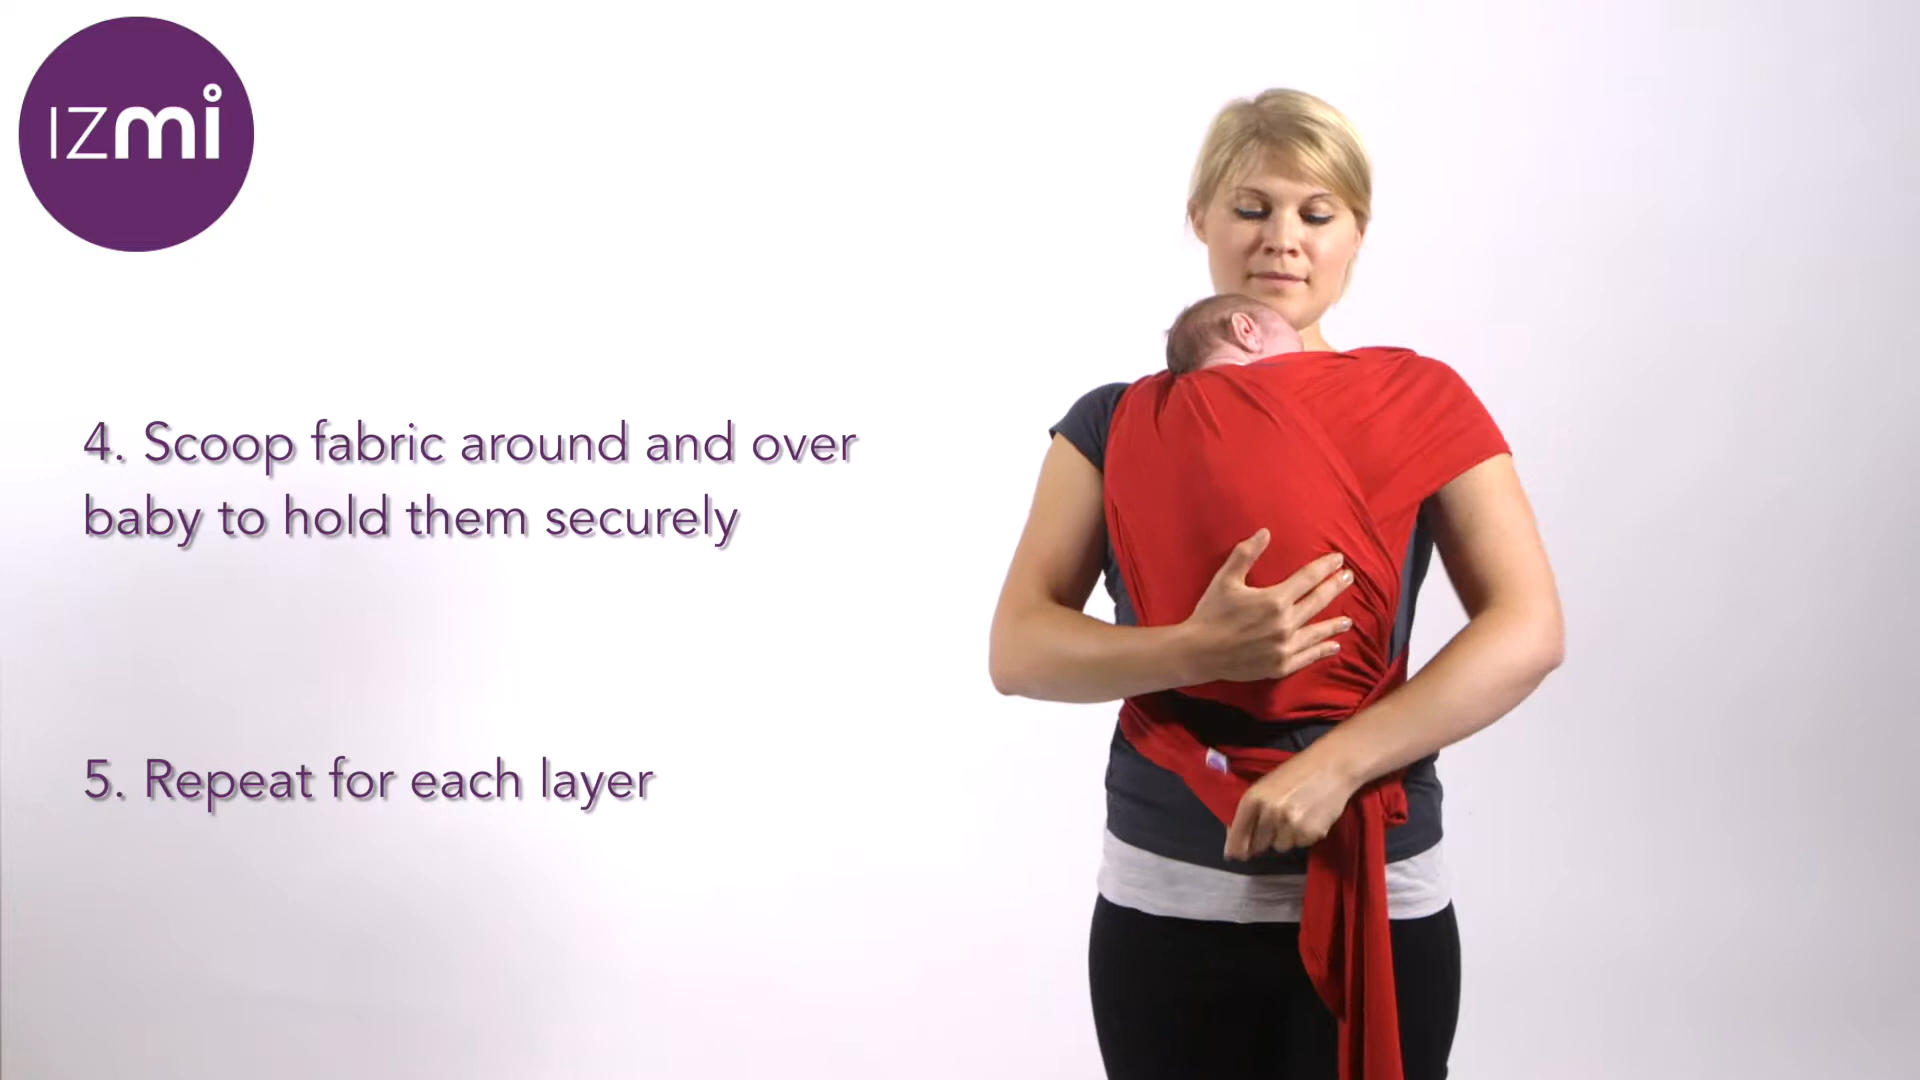 IZmi
4. Scoop fabric around and over
baby to hold them securely
5. Repeat for each layer